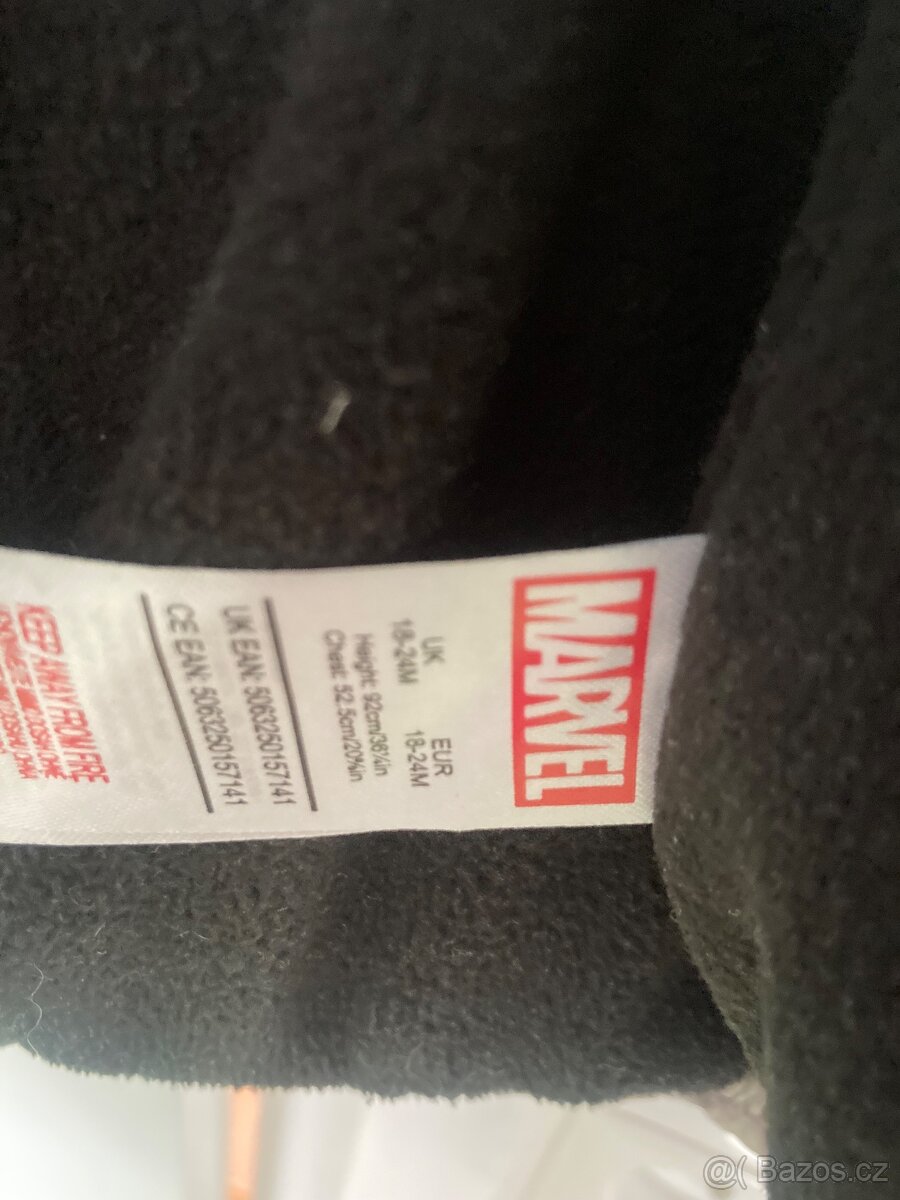 MARVEL
UK EUR
18-24M 18-24M
Height: 92cm/36¼in
Chest: 52.5cm/20¾in
UK EAN: 5063250157141
CE EAN: 5063250157141
KEEP AWAY FROM FIRE
@( Bazos.cz